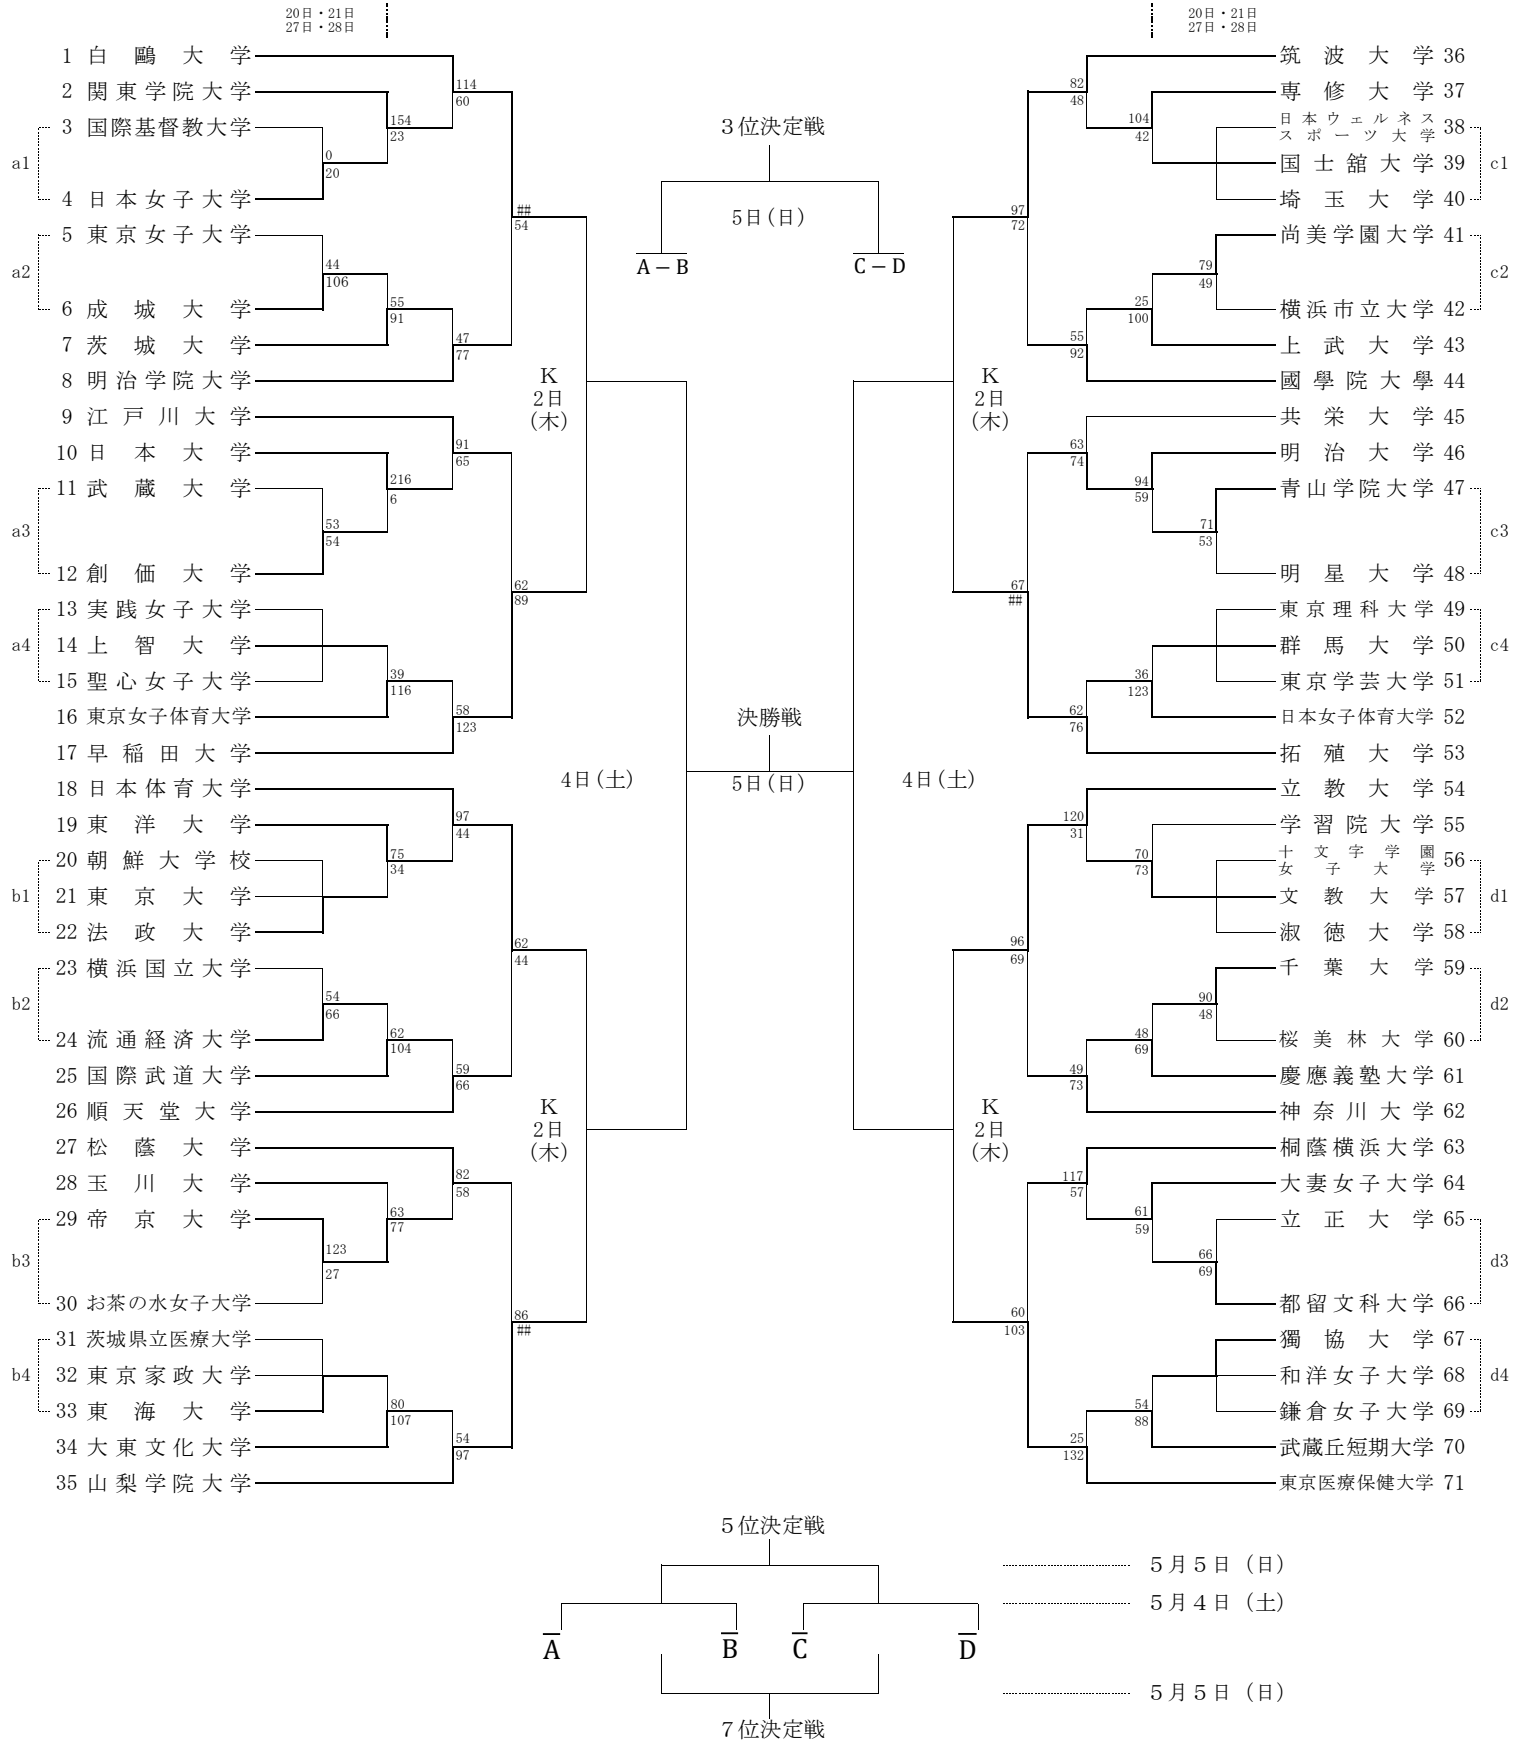 20日・21日
27日・28日
20日・21日
27日・28日
1 白鷗大学
2 関東学院大学
3 国際基督教大学
4 日本女子大学
5 東京女子大学
6 成城大学
7 茨城大学
8 明治学院大学
9 江戸川大学
10 日本大学
11 武蔵大学
12 創価大学
13 実践女子大学
14 上智大学
15 聖心女子大学
16 東京女子体育大学
17 早稲田大学
18 日本体育大学
19 東洋大学
20 朝鮮大学校
21 東京大学
22 法政大学
23 横浜国立大学
24 流通経済大学
25 国際武道大学
26 順天堂大学
27 松蔭大学
28 玉川大学
29 帝京大学
30 お茶の水女子大学
31 茨城県立医療大学
32 東京家政大学
33 東海大学
34 大東文化大学
35 山梨学院大学
a1
a2
a3
a4
b1
b2
b3
b4
0
20
44
106
53
54
54
66
123
27
154
23
55
91
216
6
39
116
75
34
62
104
63
77
80
107
114
60
47
77
91
65
58
123
97
44
59
66
82
58
54
97
##
54
62
89
62
44
86
##
K
2日
(木)
K
2日
(木)
4日(土)
3位決定戦
5日(日)
A-B
C-D
決勝戦
5日(日)
4日(土)
K
2日
(木)
K
2日
(木)
97
72
67
##
96
69
60
103
82
48
55
92
63
74
62
76
120
31
49
73
117
57
25
132
104
42
25
100
94
59
36
123
70
73
48
69
61
59
54
88
79
49
71
53
90
48
66
69
筑波大学 36
専修大学 37
日本ウェルネス
スポーツ大学 38
国士舘大学 39
埼玉大学 40
尚美学園大学 41
横浜市立大学 42
上武大学 43
國學院大學 44
共栄大学 45
明治大学 46
青山学院大学 47
明星大学 48
東京理科大学 49
群馬大学 50
東京学芸大学 51
日本女子体育大学 52
拓殖大学 53
立教大学 54
学習院大学 55
十文字学園
女子大学 56
文教大学 57
淑徳大学 58
千葉大学 59
桜美林大学 60
慶應義塾大学 61
神奈川大学 62
桐蔭横浜大学 63
大妻女子大学 64
立正大学 65
都留文科大学 66
獨協大学 67
和洋女子大学 68
鎌倉女子大学 69
武蔵丘短期大学 70
東京医療保健大学 71
c1
c2
c3
c4
d1
d2
d3
d4
5位決定戦
5月5日(日)
5月4日(土)
A B C D
5月5日(日)
7位決定戦